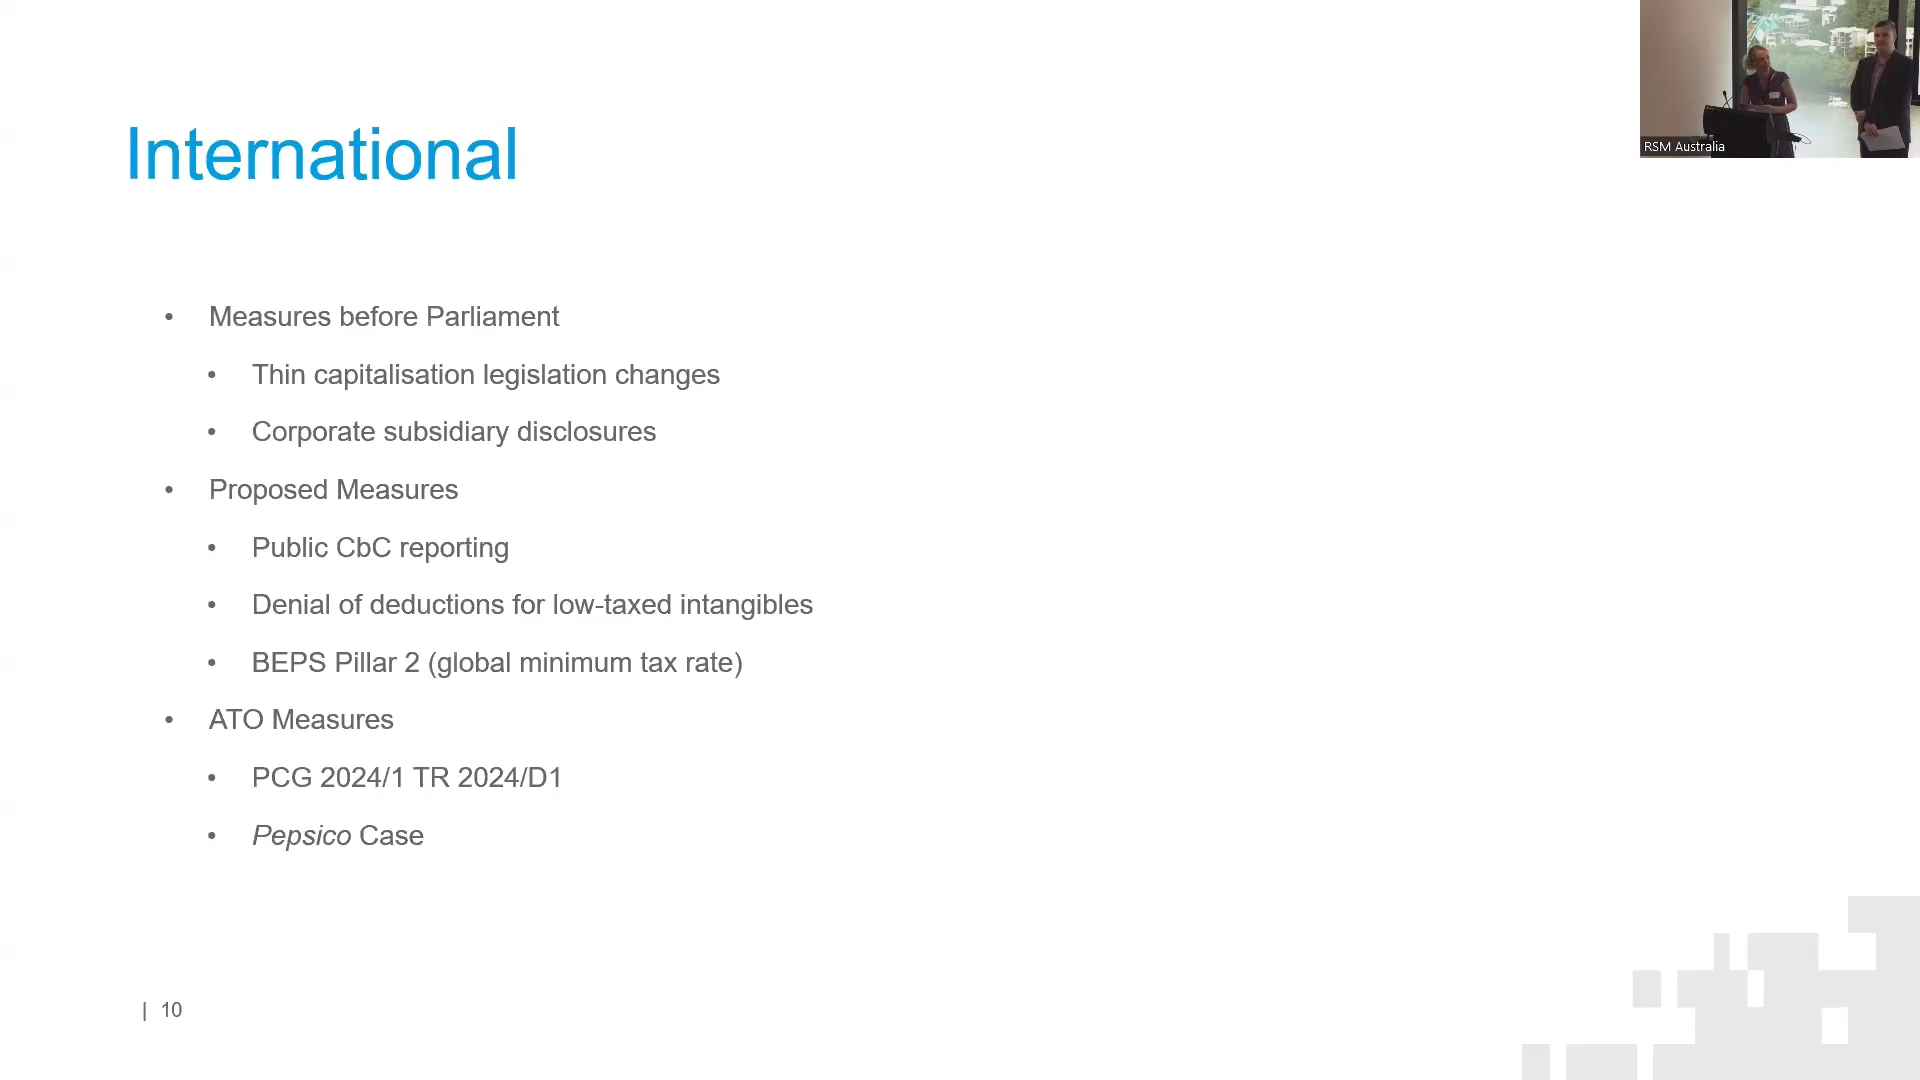 RSM Australia
International
• Measures before Parliament
• Thin capitalisation legislation changes
• Corporate subsidiary disclosures
• Proposed Measures
• Public CbC reporting
• Denial of deductions for low-taxed intangibles
• BEPS Pillar 2 (global minimum tax rate)
• ATO Measures
• PCG 2024/1 TR 2024/D1
• Pepsico Case
| 10